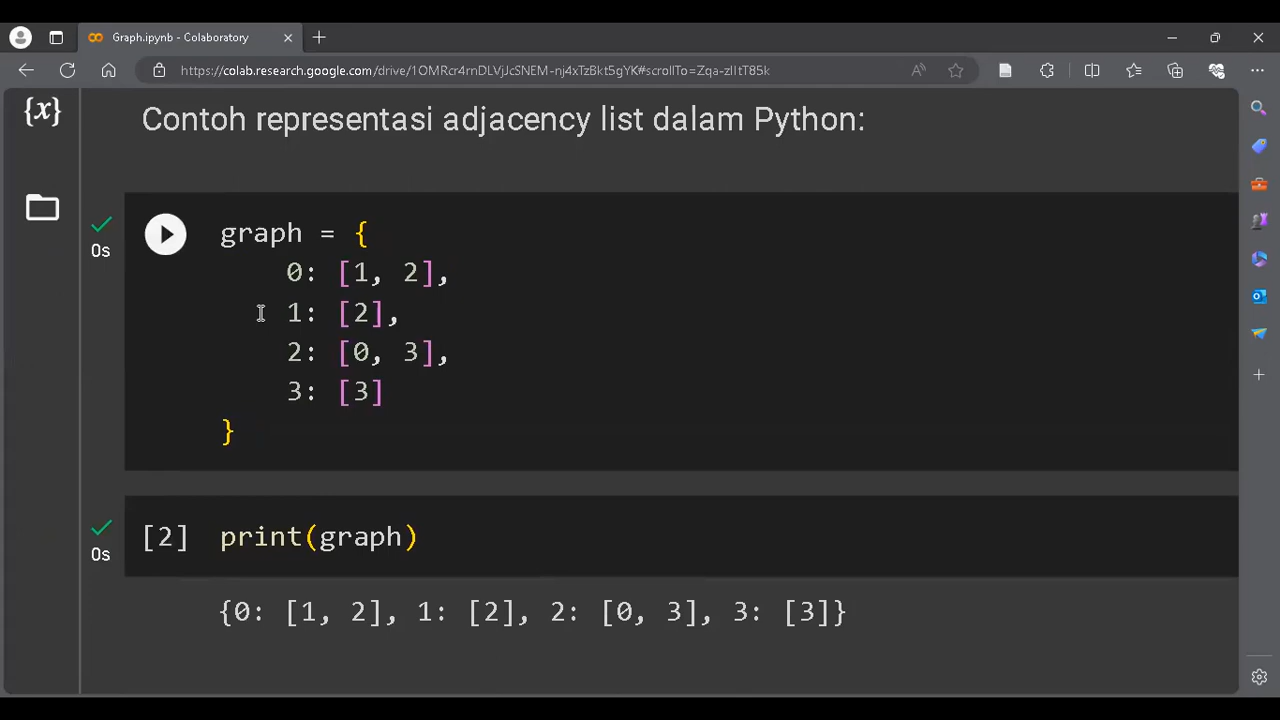 Graph.ipynb - Colaboratory
https://colab.research.google.com/drive/1OMRcr4rnDLVjJcSNEM-nj4xTzBkt5gYK#scrollTo=Zqa-zlItT85k
{x}
Contoh representasi adjacency list dalam Python:
0s
graph = {
0: [1, 2],
1: [2],
2: [0, 3],
3: [3]
}
[2] print(graph)
0s
{0: [1, 2], 1: [2], 2: [0, 3], 3: [3]}